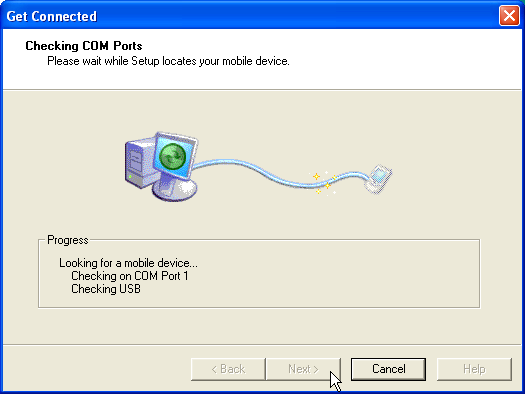 Get Connected
Checking COM Ports
Please wait while Setup locates your mobile device.
Progress
Looking for a mobile device...
Checking on COM Port 1
Checking USB
< Back
Next >
Cancel
Help